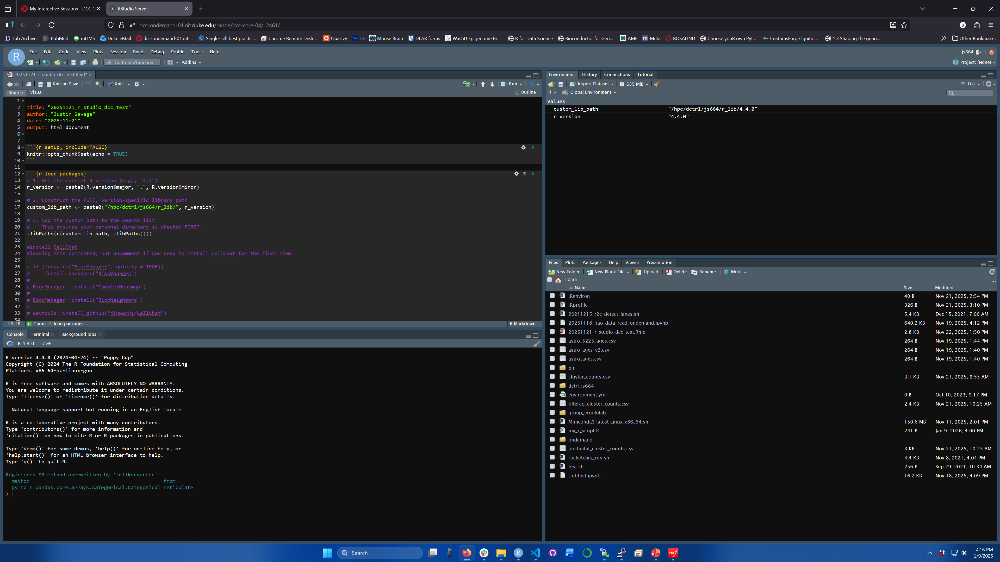 My Interactive Sessions - DCC O
RStudio Server
dcc-ondemand-01.oit.duke.edu/rnode/dcc-core-04/12461/
Lab Archives PubMed mLIMS Duke eMail dcc-ondemand-01.oit.... Single-cell best practic... Chrome Remote Desk... Quartzy T3 Mouse Brain DLAR forms WashU Epigenome Br... R for Data Science Bioconductor for Gen... AME Meta ROSALIND Choose youR own Pyt... CustomsForge Ignitio... 1.3 Shaping the geno... Other Bookmarks
File Edit Code View Plots Session Build Debug Profile Tools Help
js664
Go to file/function Addins
Project: (None)
20251121_r_studio_dcc_test.Rmd*
Knit on Save ABC Knit Run
Source Visual Outline
1 ---
2 title: "20251121_r_studio_dcc_test"
3 author: "Justin Savage"
4 date: "2025-11-21"
5 output: html_document
6 ---
7
8 ```{r setup, include=FALSE}
9 knitr::opts_chunk$set(echo = TRUE)
10 ```
11
12 ```{r load packages}
13 # 1. Get the current R version (e.g., "4.4")
14 r_version <- paste0(R.version$major, ".", R.version$minor)
15
16 # 2. Construct the full, version-specific library path
17 custom_lib_path <- paste0("/hpc/dctrl/js664/r_lib/", r_version)
18
19 # 3. Add the custom path to the search list
20 #    This ensures your personal directory is checked FIRST.
21 .libPaths(c(custom_lib_path, .libPaths()))
22
23 #install CellChat
24 #leaving this commented, but uncomment if you need to install CellChat for the first time
25
26 # if (!require("BiocManager", quietly = TRUE))
27 #     install.packages("BiocManager")
28 #
29 # BiocManager::install("ComplexHeatmap")
30 #
31 # BiocManager::install("BiocNeighbors")
32 #
33 # devtools::install_github("jinworks/CellChat")
34
23:18 Chunk 2: load packages R Markdown
Console Terminal Background Jobs
R 4.4.0 · ~/
R version 4.4.0 (2024-04-24) -- "Puppy Cup"
Copyright (C) 2024 The R Foundation for Statistical Computing
Platform: x86_64-pc-linux-gnu
R is free software and comes with ABSOLUTELY NO WARRANTY.
You are welcome to redistribute it under certain conditions.
Type 'license()' or 'licence()' for distribution details.
Natural language support but running in an English locale
R is a collaborative project with many contributors.
Type 'contributors()' for more information and
'citation()' on how to cite R or R packages in publications.
Type 'demo()' for some demos, 'help()' for on-line help, or
'help.start()' for an HTML browser interface to help.
Type 'q()' to quit R.
Registered S3 method overwritten by 'zellkonverter':
method from
py_to_r.pandas.core.arrays.categorical.Categorical reticulate
>
Environment History Connections Tutorial
Import Dataset 655 MiB List
R Global Environment
Values
custom_lib_path "/hpc/dctrl/js664/r_lib/4.4.0"
r_version "4.4.0"
Files Plots Packages Help Viewer Presentation
New Folder New Blank File Upload Delete Rename More
Home ...
Name Size Modified
.Renviron 40 B Nov 21, 2025, 2:54 PM
.Rprofile 326 B Nov 21, 2025, 3:10 PM
20211215_r2c_detect_lanes.sh 5.4 KB Dec 15, 2021, 7:00 AM
20251118_gao_data_read_ondemand.ipynb 640.2 KB Nov 19, 2025, 4:12 PM
20251121_r_studio_dcc_test.Rmd 2.8 KB Nov 22, 2025, 1:50 PM
astro_5225_ages.csv 264 B Nov 19, 2025, 1:44 PM
astro_ages_v2.csv 264 B Nov 19, 2025, 1:40 PM
astro_ages.csv 264 B Nov 19, 2025, 1:40 PM
bin
cluster_counts.csv 3.1 KB Nov 21, 2025, 8:55 AM
dctrl_js664
environment.yml 0 B Oct 10, 2023, 9:17 PM
filtered_cluster_counts.csv 2.4 KB Nov 21, 2025, 10:25 AM
group_eroglulab
Miniconda3-latest-Linux-x86_64.sh 150.6 MB Nov 11, 2025, 2:01 PM
my_r_script.R 241 B Jan 9, 2026, 4:00 PM
ondemand
postnatal_cluster_counts.csv 3 KB Nov 21, 2025, 10:23 AM
rocketchip_run.sh 4.4 KB Nov 8, 2021, 4:04 PM
test.sh 256 B Sep 29, 2021, 10:34 AM
Untitled.ipynb 16.2 KB Nov 18, 2025, 4:09 PM
Search
4:16 PM
1/9/2026